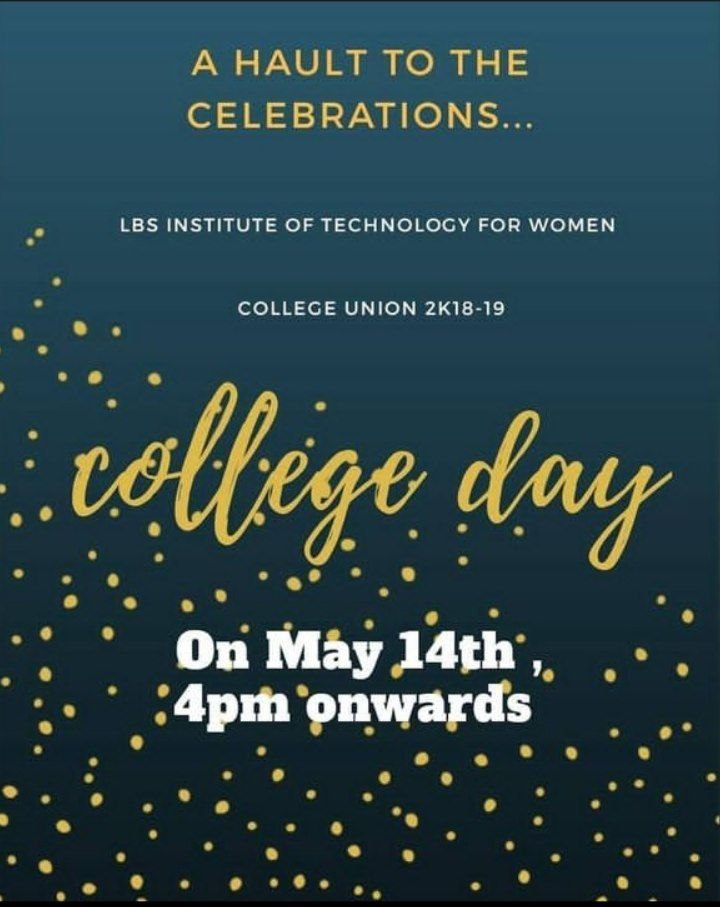 A HAULT TO THE
CELEBRATIONS...
LBS INSTITUTE OF TECHNOLOGY FOR WOMEN
COLLEGE UNION 2K18-19
college day
On May 14th ,
4pm onwards